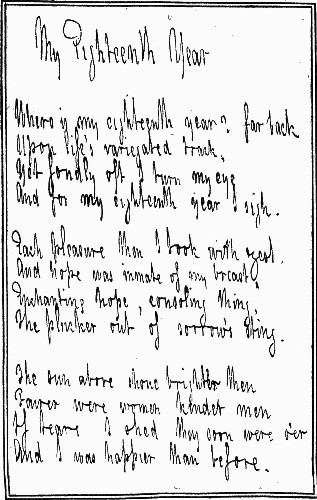 My Eighteenth Year
Where is my eighteenth year? far back
Upon life's variegated track,
Yet fondly oft I turn my eye
And for my eighteenth year I sigh.
Each pleasure then I took with zest.
And hope was inmate of my breast,
Enchanting hope, consoling thing,
The plucker out of sorrow's sting.
The sun above shone brighter then
Fairer were women kinder men
If tears I shed they soon were o'er
And I was happier than before.